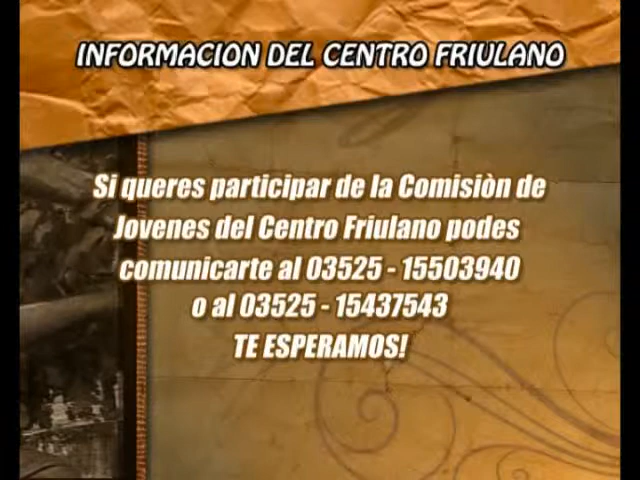 INFORMACION DEL CENTRO FRIULANO
Si queres participar de la Comisiòn de
Jovenes del Centro Friulano podes
comunicarte al 03525 - 15503940
o al 03525 - 15437543
TE ESPERAMOS!